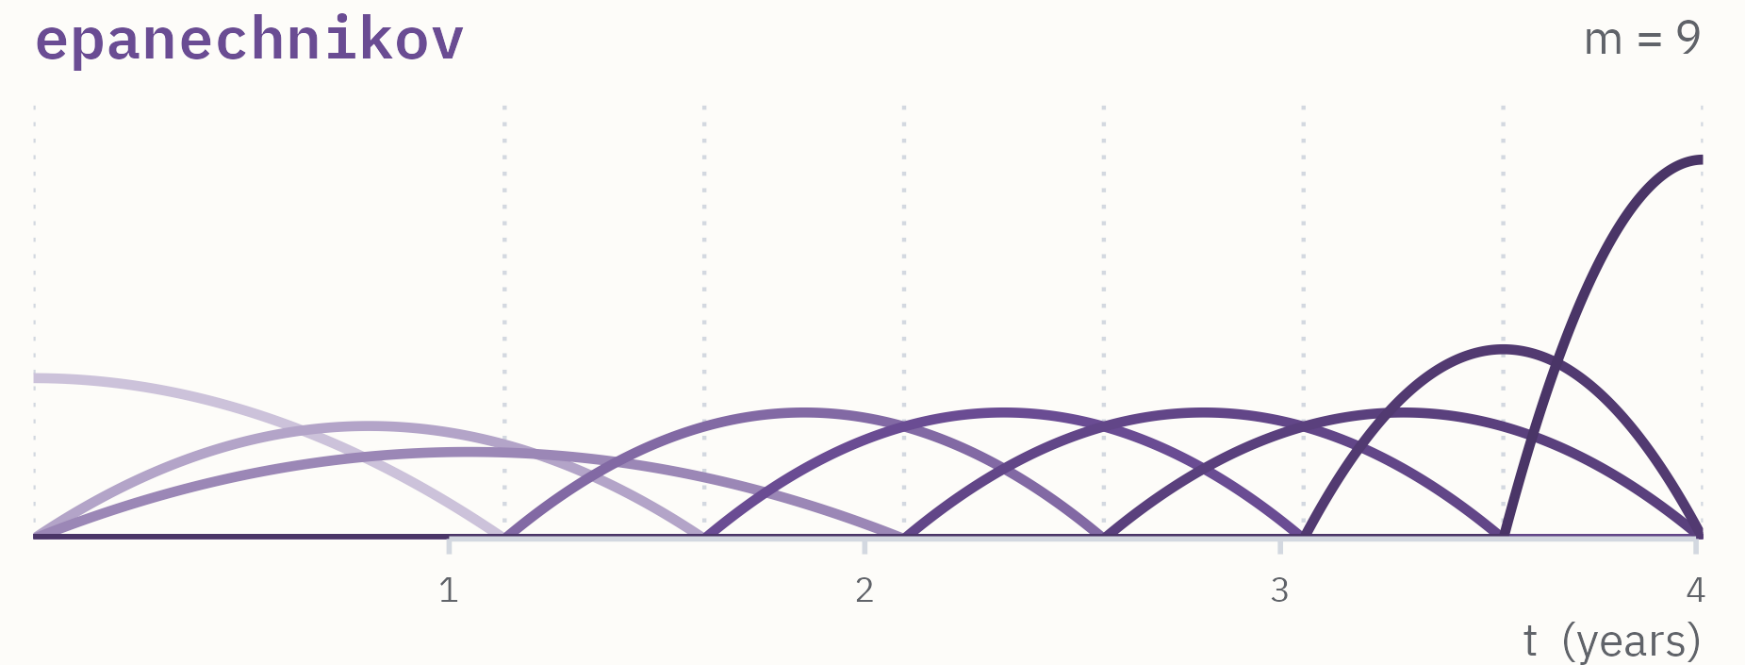 epanechnikov
m = 9
1 2 3 4
t (years)